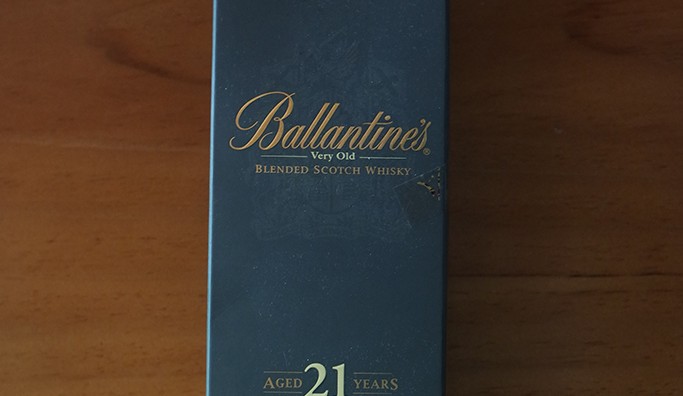 Ballantine's®
Very Old
BLENDED SCOTCH WHISKY
AGED 21 YEARS